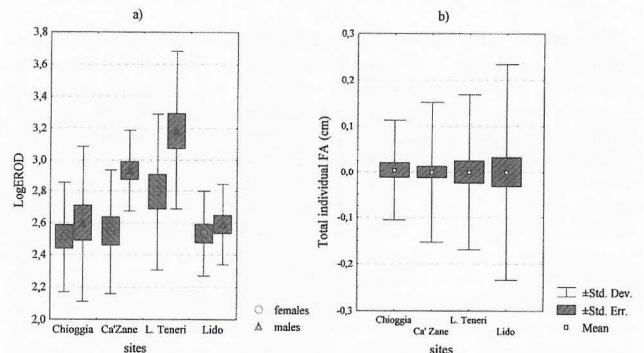 a)
LogEROD
3,8
3,6
3,4
3,2
3,0
2,8
2,6
2,4
2,2
2,0
Chioggia Ca'Zane L. Teneri Lido
sites
females
males
b)
Total individual FA (cm)
0,3
0,2
0,1
0,0
-0,1
-0,2
-0,3
Chioggia L. Teneri
Ca' Zane Lido
sites
±Std. Dev.
±Std. Err.
Mean